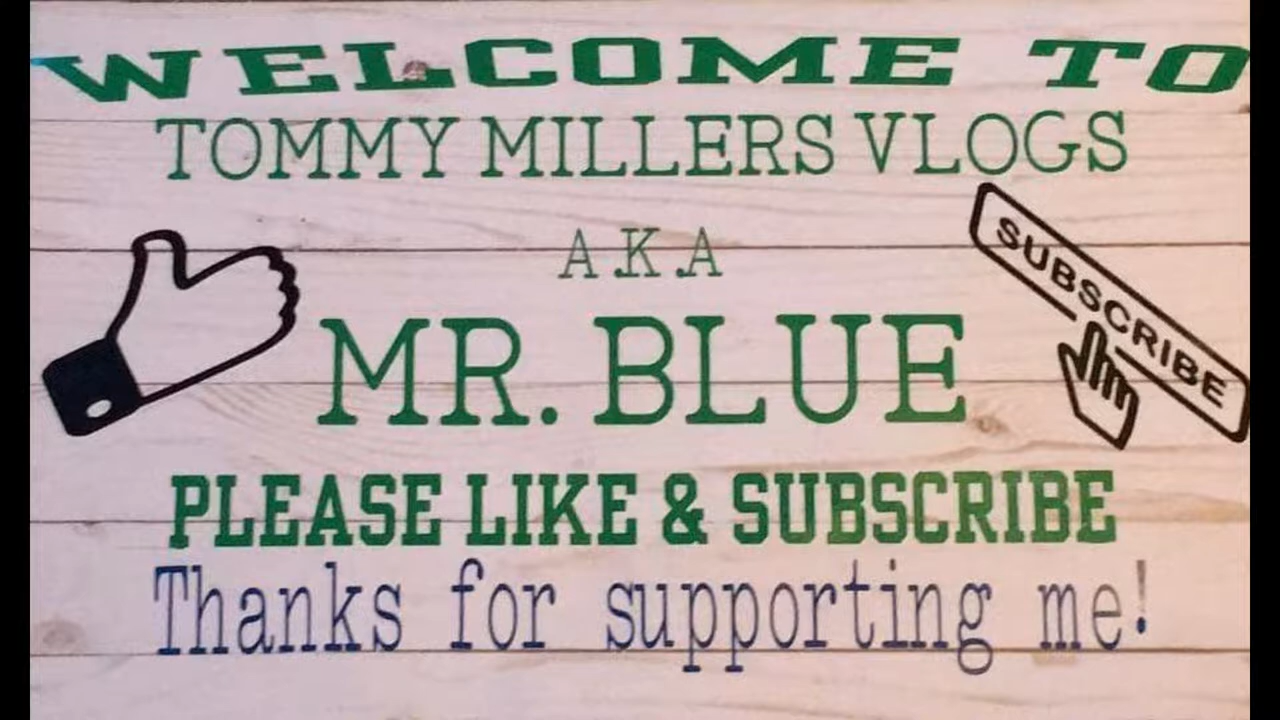 WELCOME TO
TOMMY MILLERS VLOGS
A.K.A
MR. BLUE
SUBSCRIBE
PLEASE LIKE & SUBSCRIBE
Thanks for supporting me!